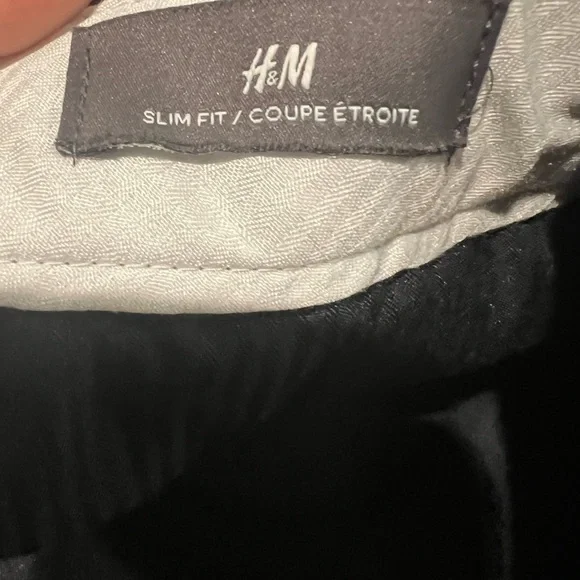 H&M
SLIM FIT / COUPE ÉTROITE